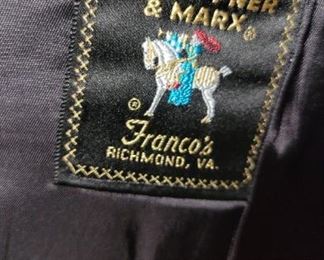 & MARX®
®
Franco's
RICHMOND, VA.